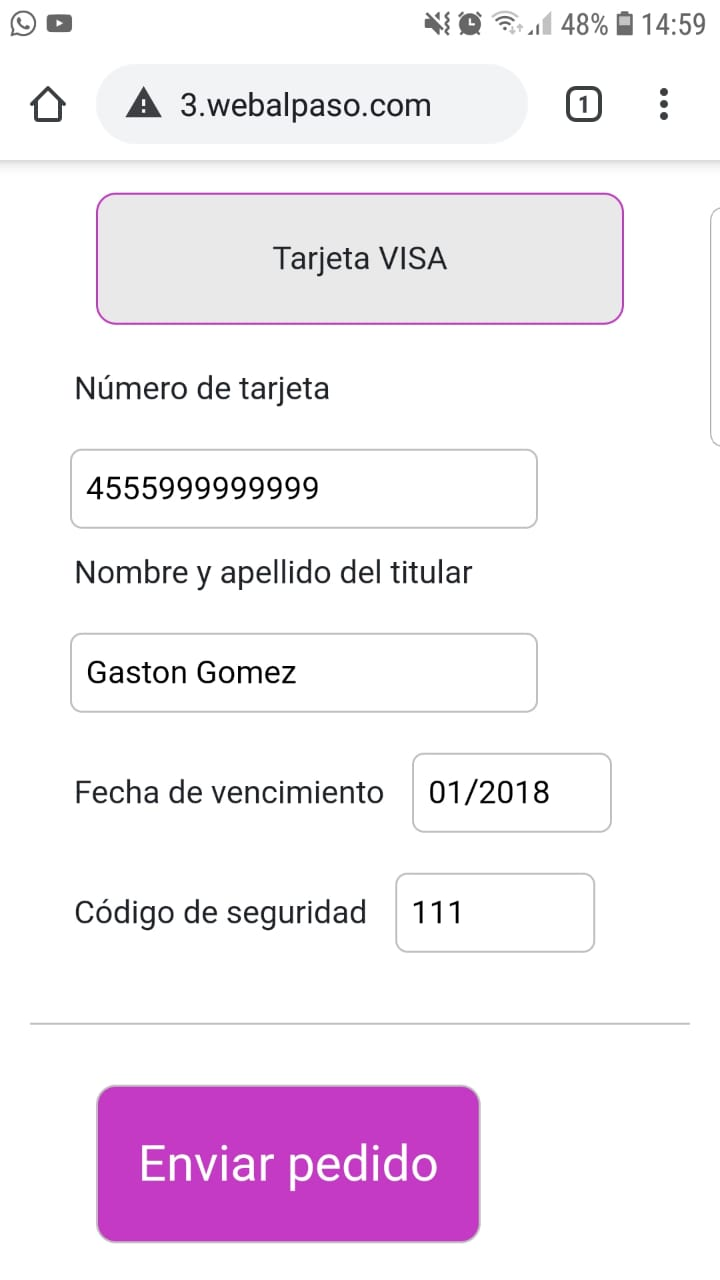 48% 14:59
3.webalpaso.com 1
Tarjeta VISA
Número de tarjeta
4555999999999
Nombre y apellido del titular
Gaston Gomez
Fecha de vencimiento 01/2018
Código de seguridad 111
Enviar pedido